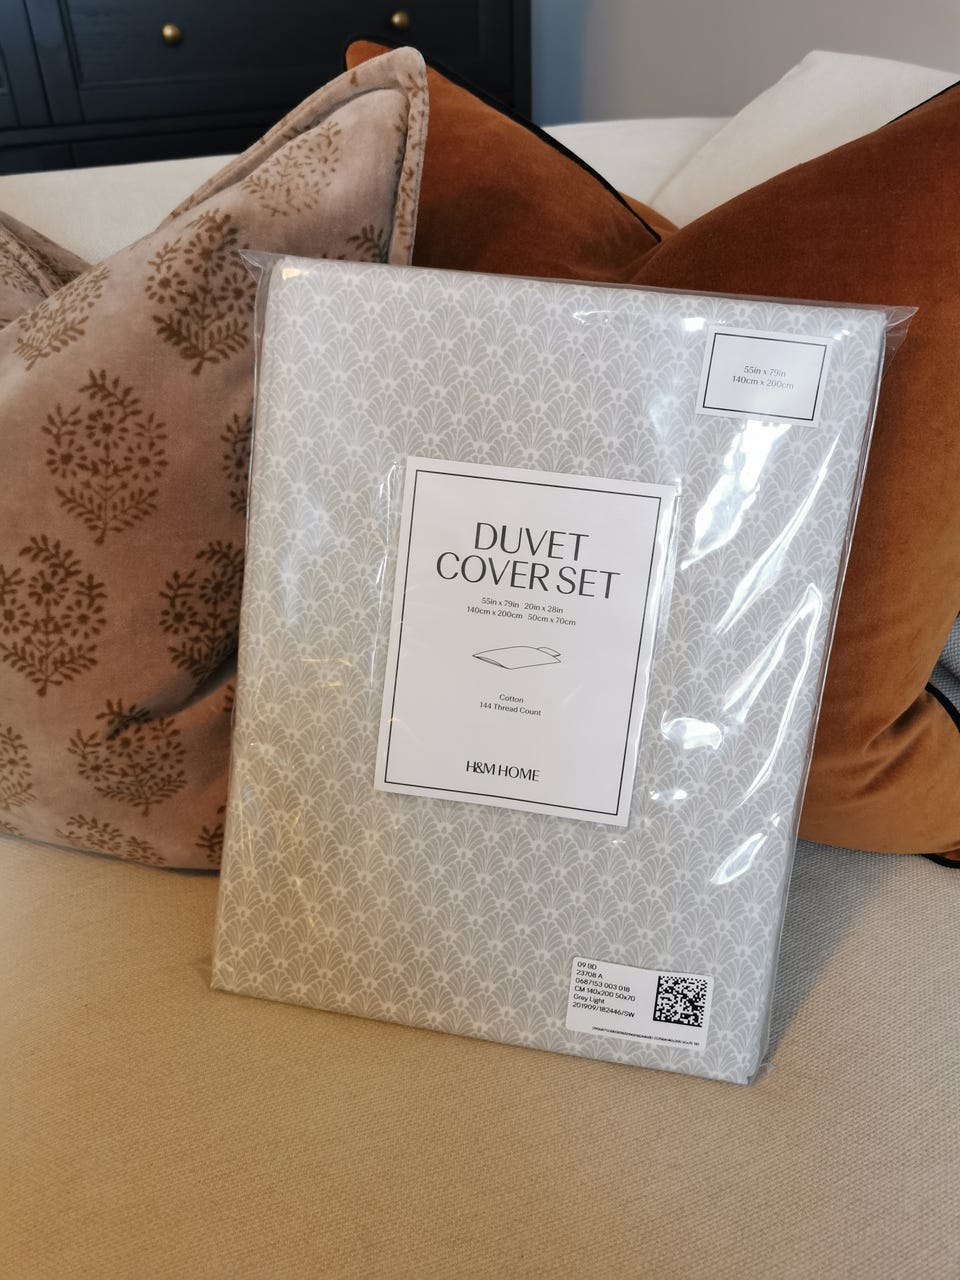 55in x 79in
140cm x 200cm
DUVET
COVER SET
55in x 79in 20in x 28in
140cm x 200cm 50cm x 70cm
Cotton
144 Thread Count
H&M HOME
09 BD
23708 A
0687153 003 018
CM 140x200 50x70
Grey Light
201909/182446/SW